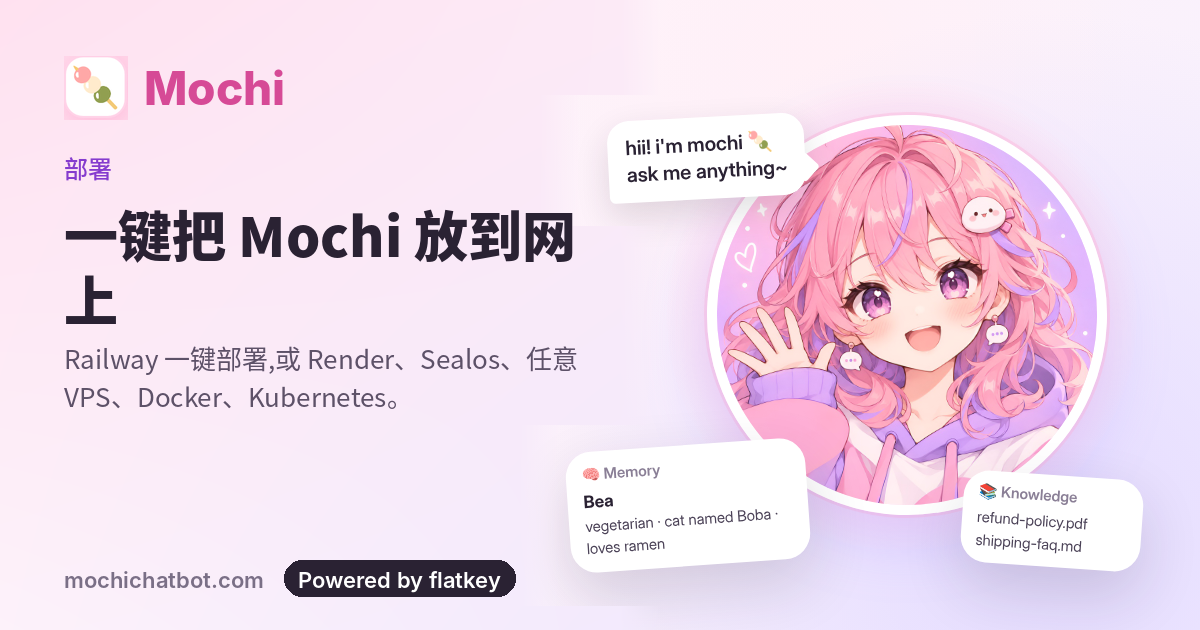 Mochi
部署
一键把 Mochi 放到网
上
Railway 一键部署,或 Render、Sealos、任意
VPS、Docker、Kubernetes。
hii! i'm mochi 🍡
ask me anything~
🧠 Memory
Bea
vegetarian · cat named Boba ·
loves ramen
📚 Knowledge
refund-policy.pdf
shipping-faq.md
mochichatbot.com
Powered by flatkey